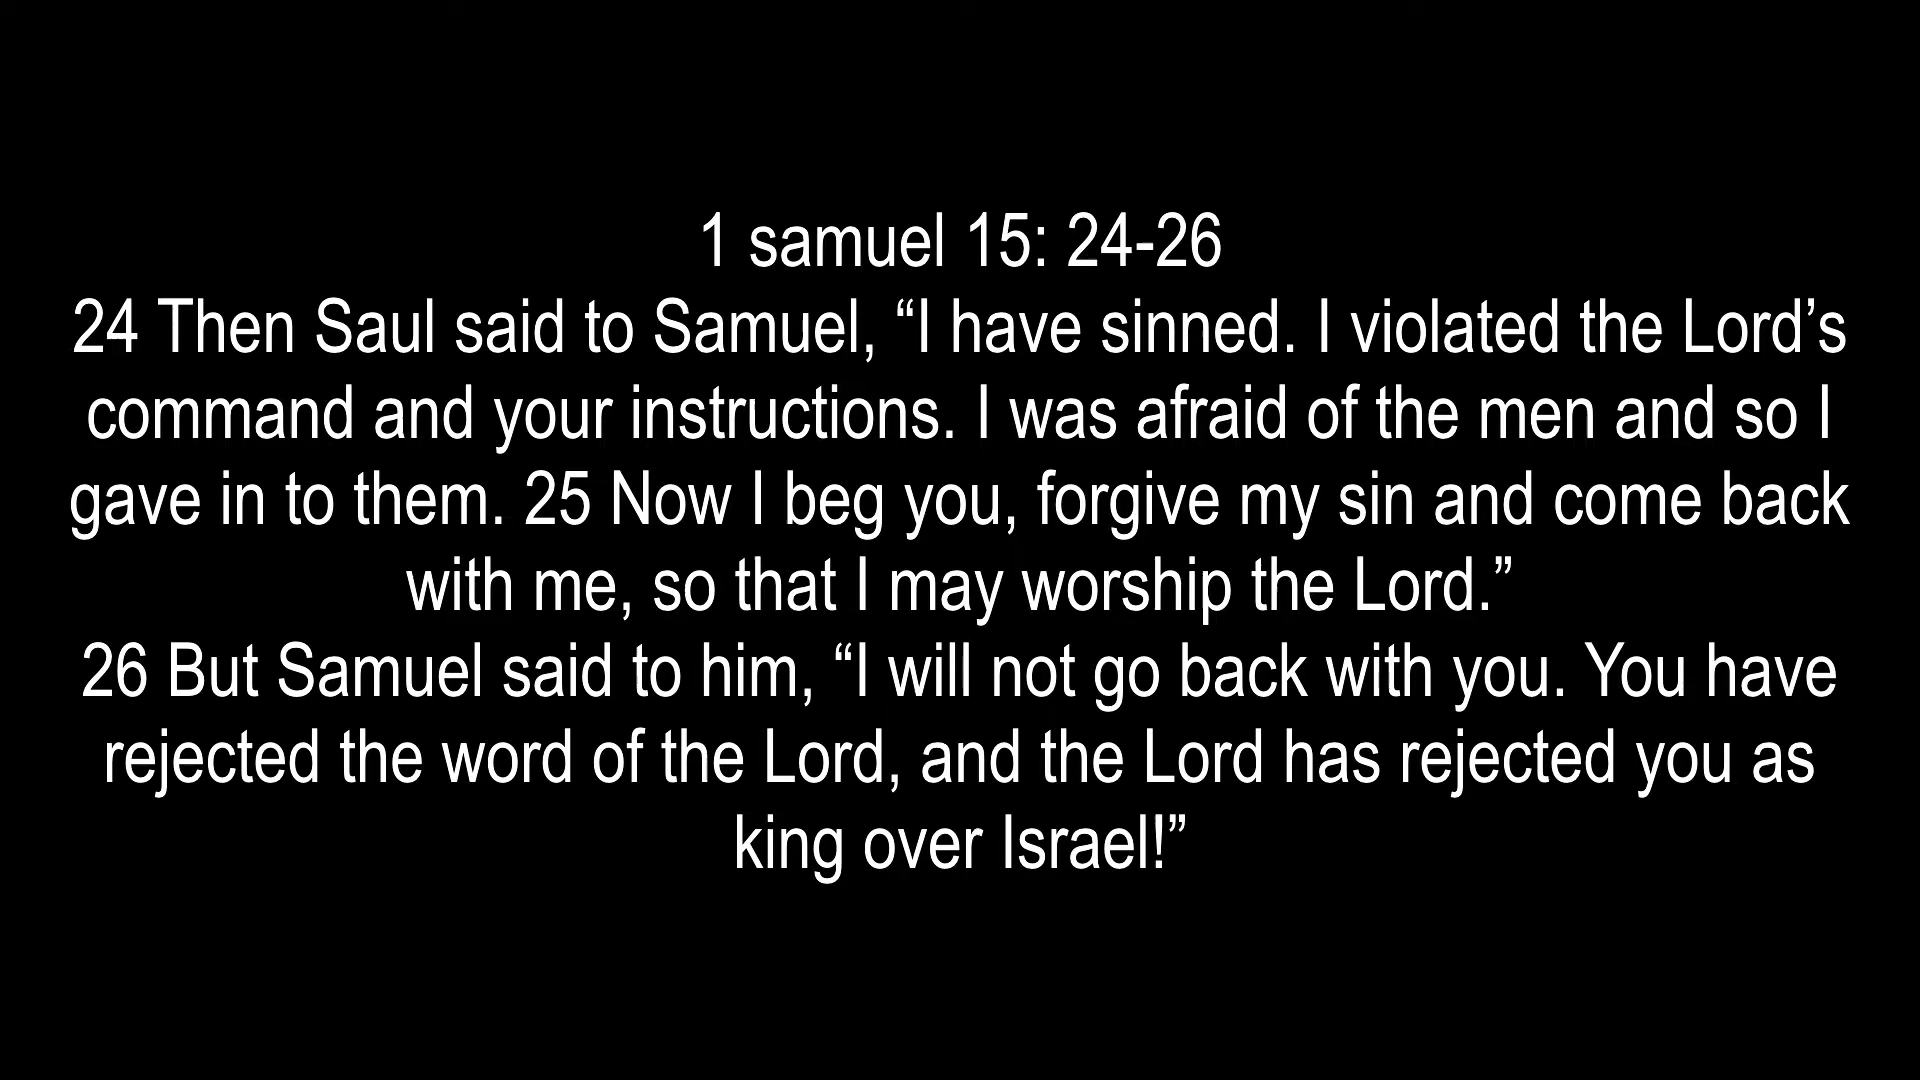 1 samuel 15: 24-26
24 Then Saul said to Samuel, “I have sinned. I violated the Lord’s
command and your instructions. I was afraid of the men and so I
gave in to them. 25 Now I beg you, forgive my sin and come back
with me, so that I may worship the Lord.”
26 But Samuel said to him, “I will not go back with you. You have
rejected the word of the Lord, and the Lord has rejected you as
king over Israel!”